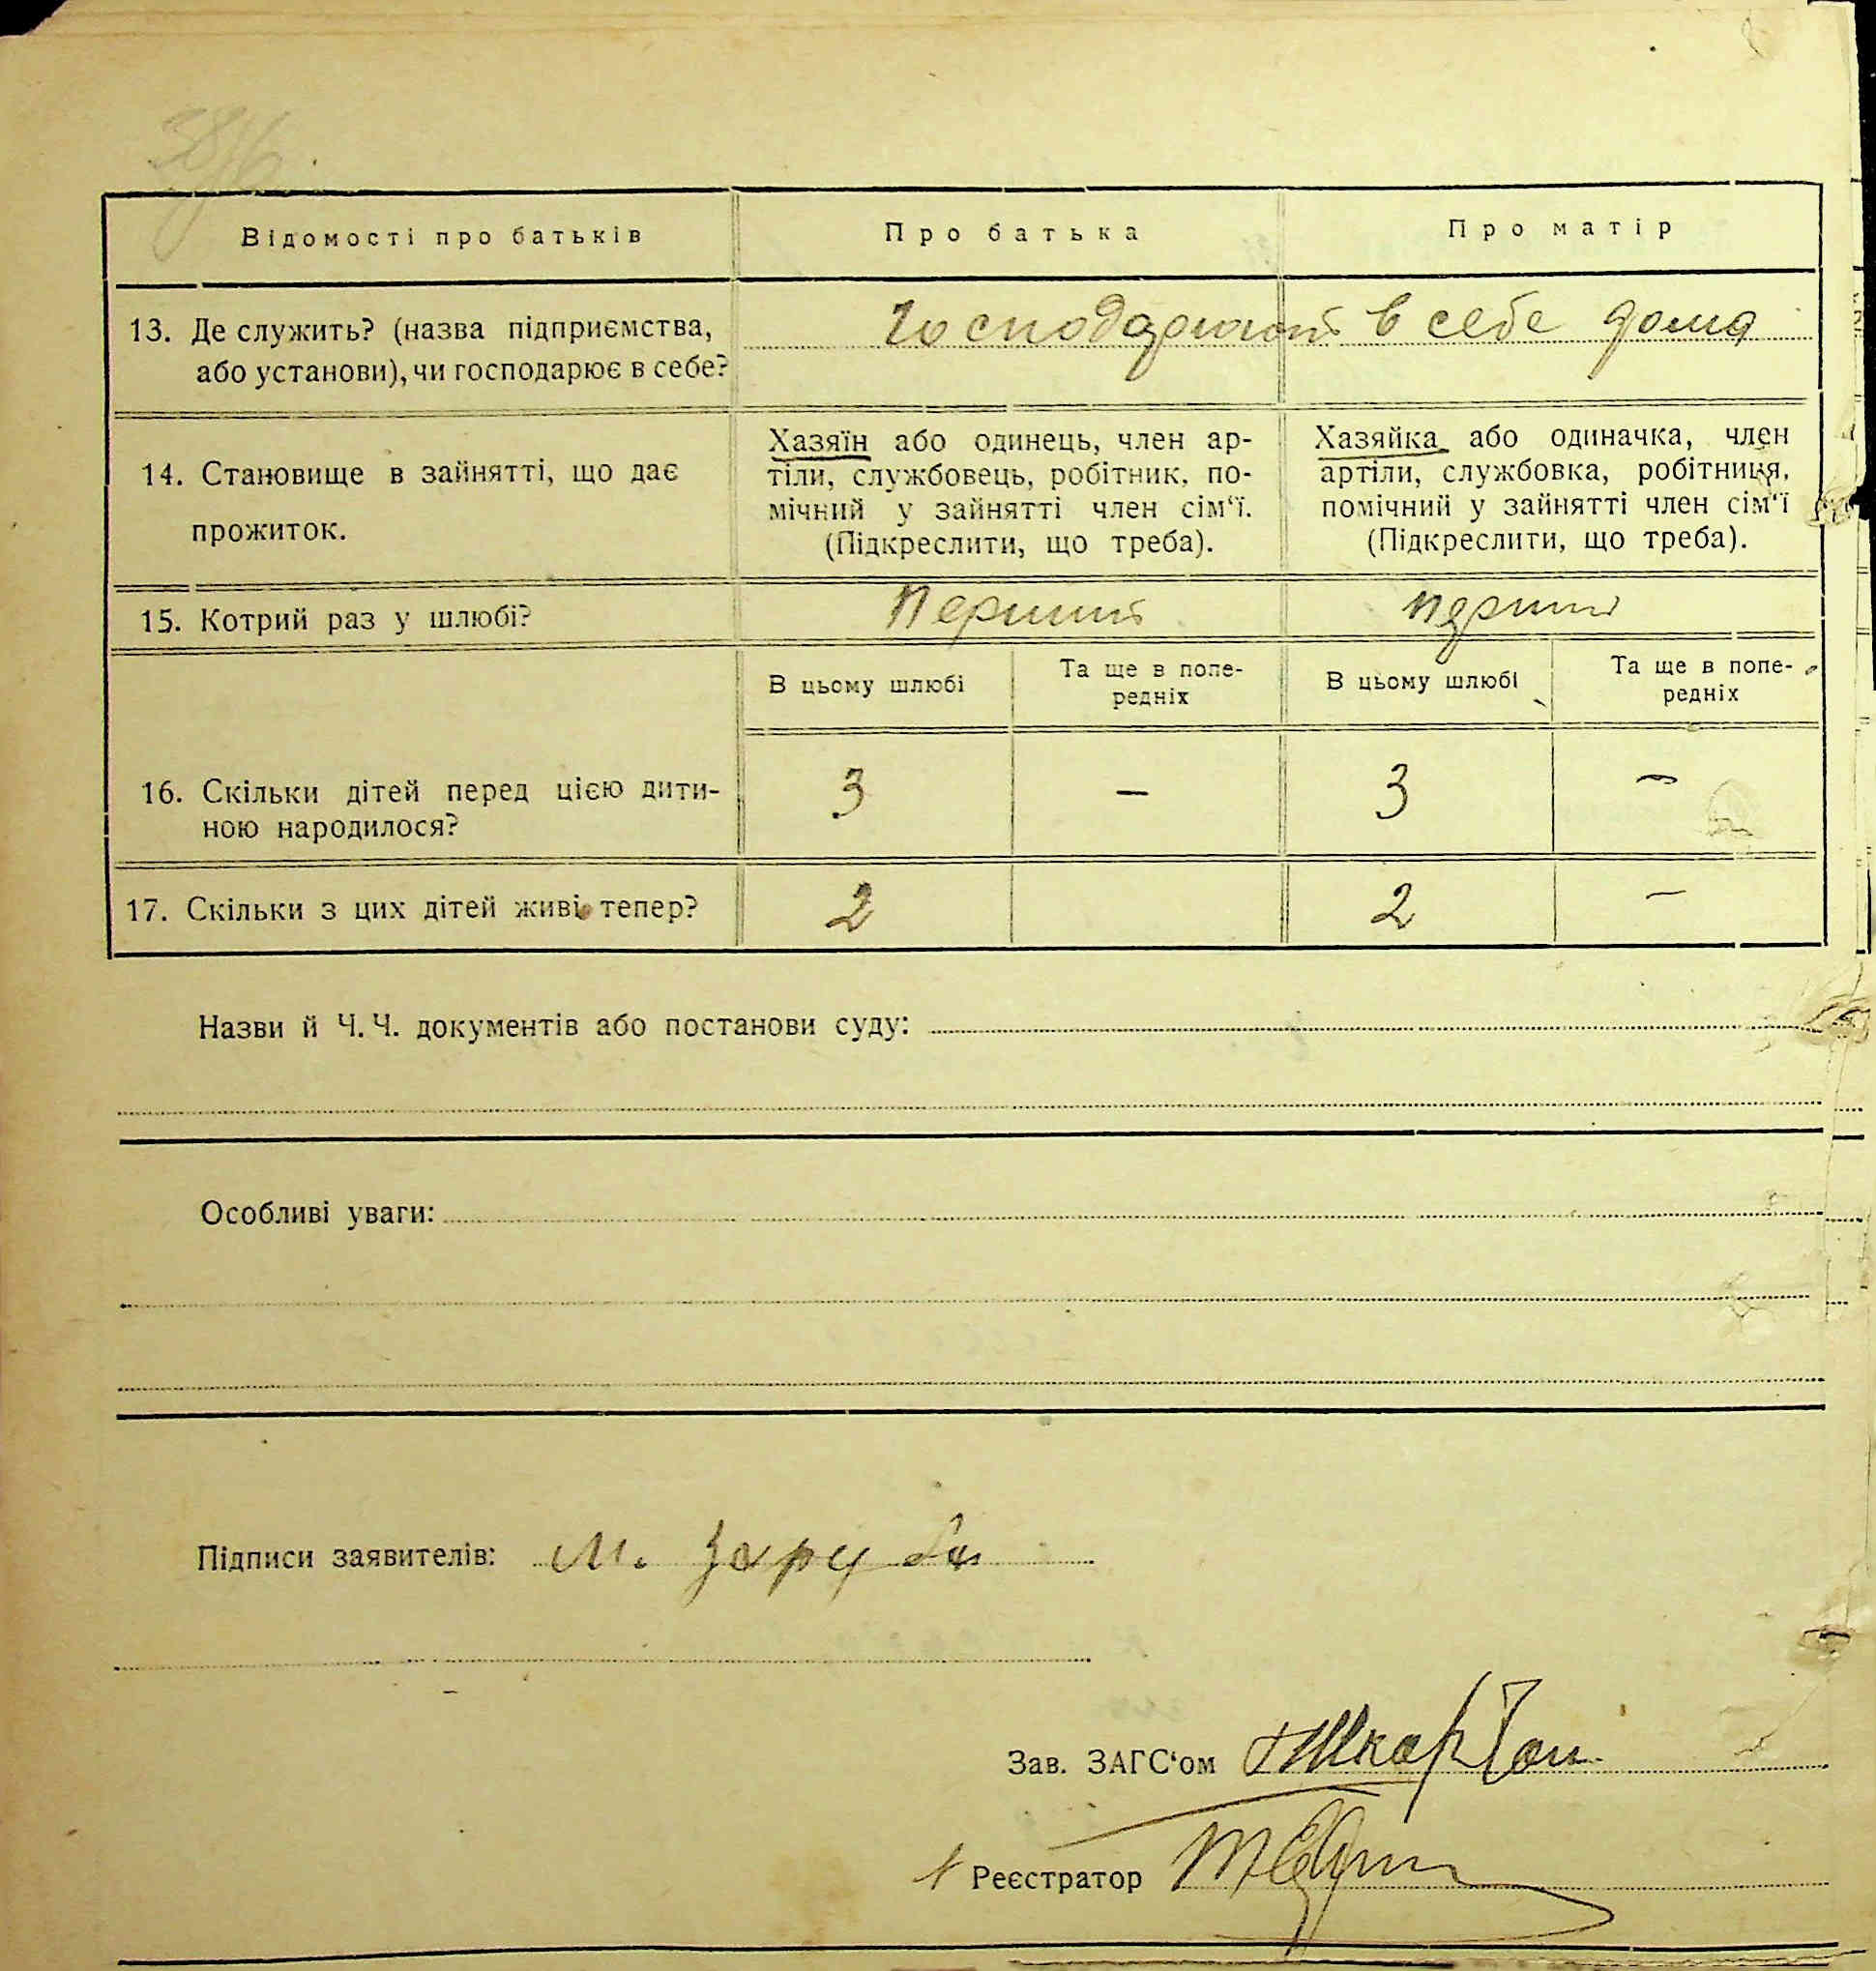 Відомості про батьків
Про батька
Про матір
13. Де служить? (назва підприємства,
або установи), чи господарює в себе?
Господарюють в себе дома
14. Становище в зайнятті, що дає
прожиток.
Хазяїн або одинець, член ар-
тіли, службовець, робітник, по-
мічний у зайнятті член сім‘ї.
(Підкреслити, що треба).
Хазяйка або одиначка, член
артіли, службовка, робітниця,
помічний у зайнятті член сім‘ї
(Підкреслити, що треба).
15. Котрий раз у шлюбі?
Перший
перший
В цьому шлюбі
Та ще в попе-
редніх
В цьому шлюбі
Та ще в попе-
редніх
16. Скільки дітей перед цією дити-
ною народилося?
3
—
3
—
17. Скільки з цих дітей живі тепер?
2
2
—
Назви й Ч. Ч. документів або постанови суду:
Особливі уваги:
Підписи заявителів: М. Заруба
Зав. ЗАГС‘ом
Реєстратор